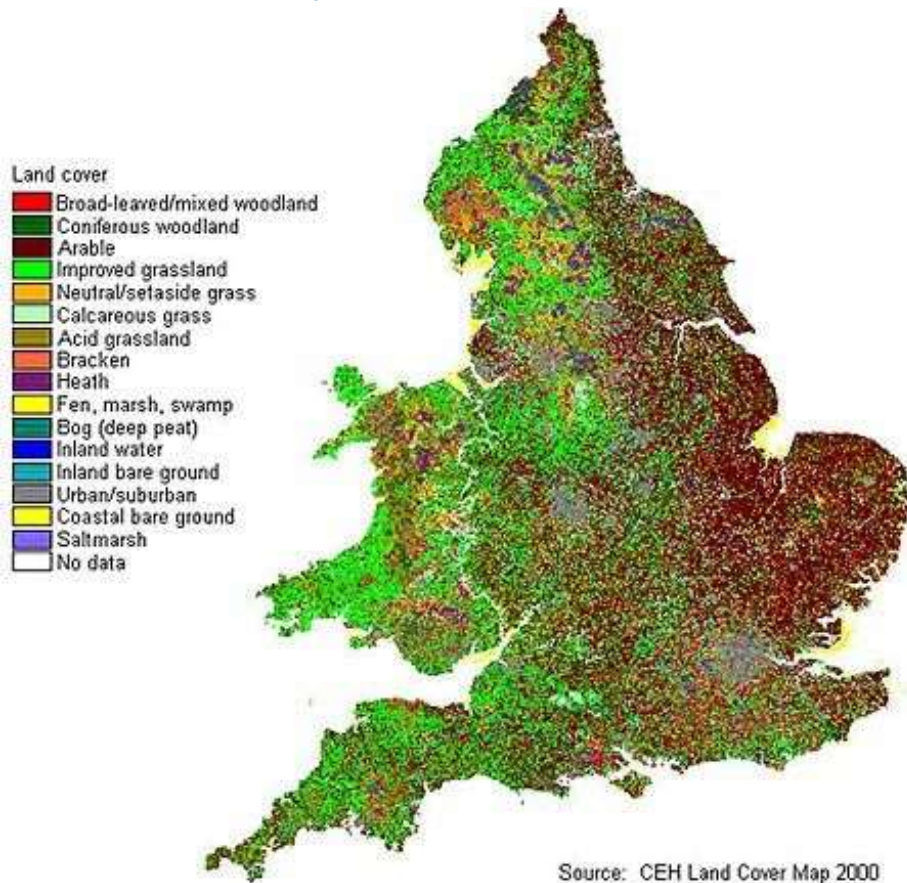 Land cover
Broad-leaved/mixed woodland
Coniferous woodland
Arable
Improved grassland
Neutral/setaside grass
Calcareous grass
Acid grassland
Bracken
Heath
Fen, marsh, swamp
Bog (deep peat)
Inland water
Inland bare ground
Urban/suburban
Coastal bare ground
Saltmarsh
No data
Source: CEH Land Cover Map 2000